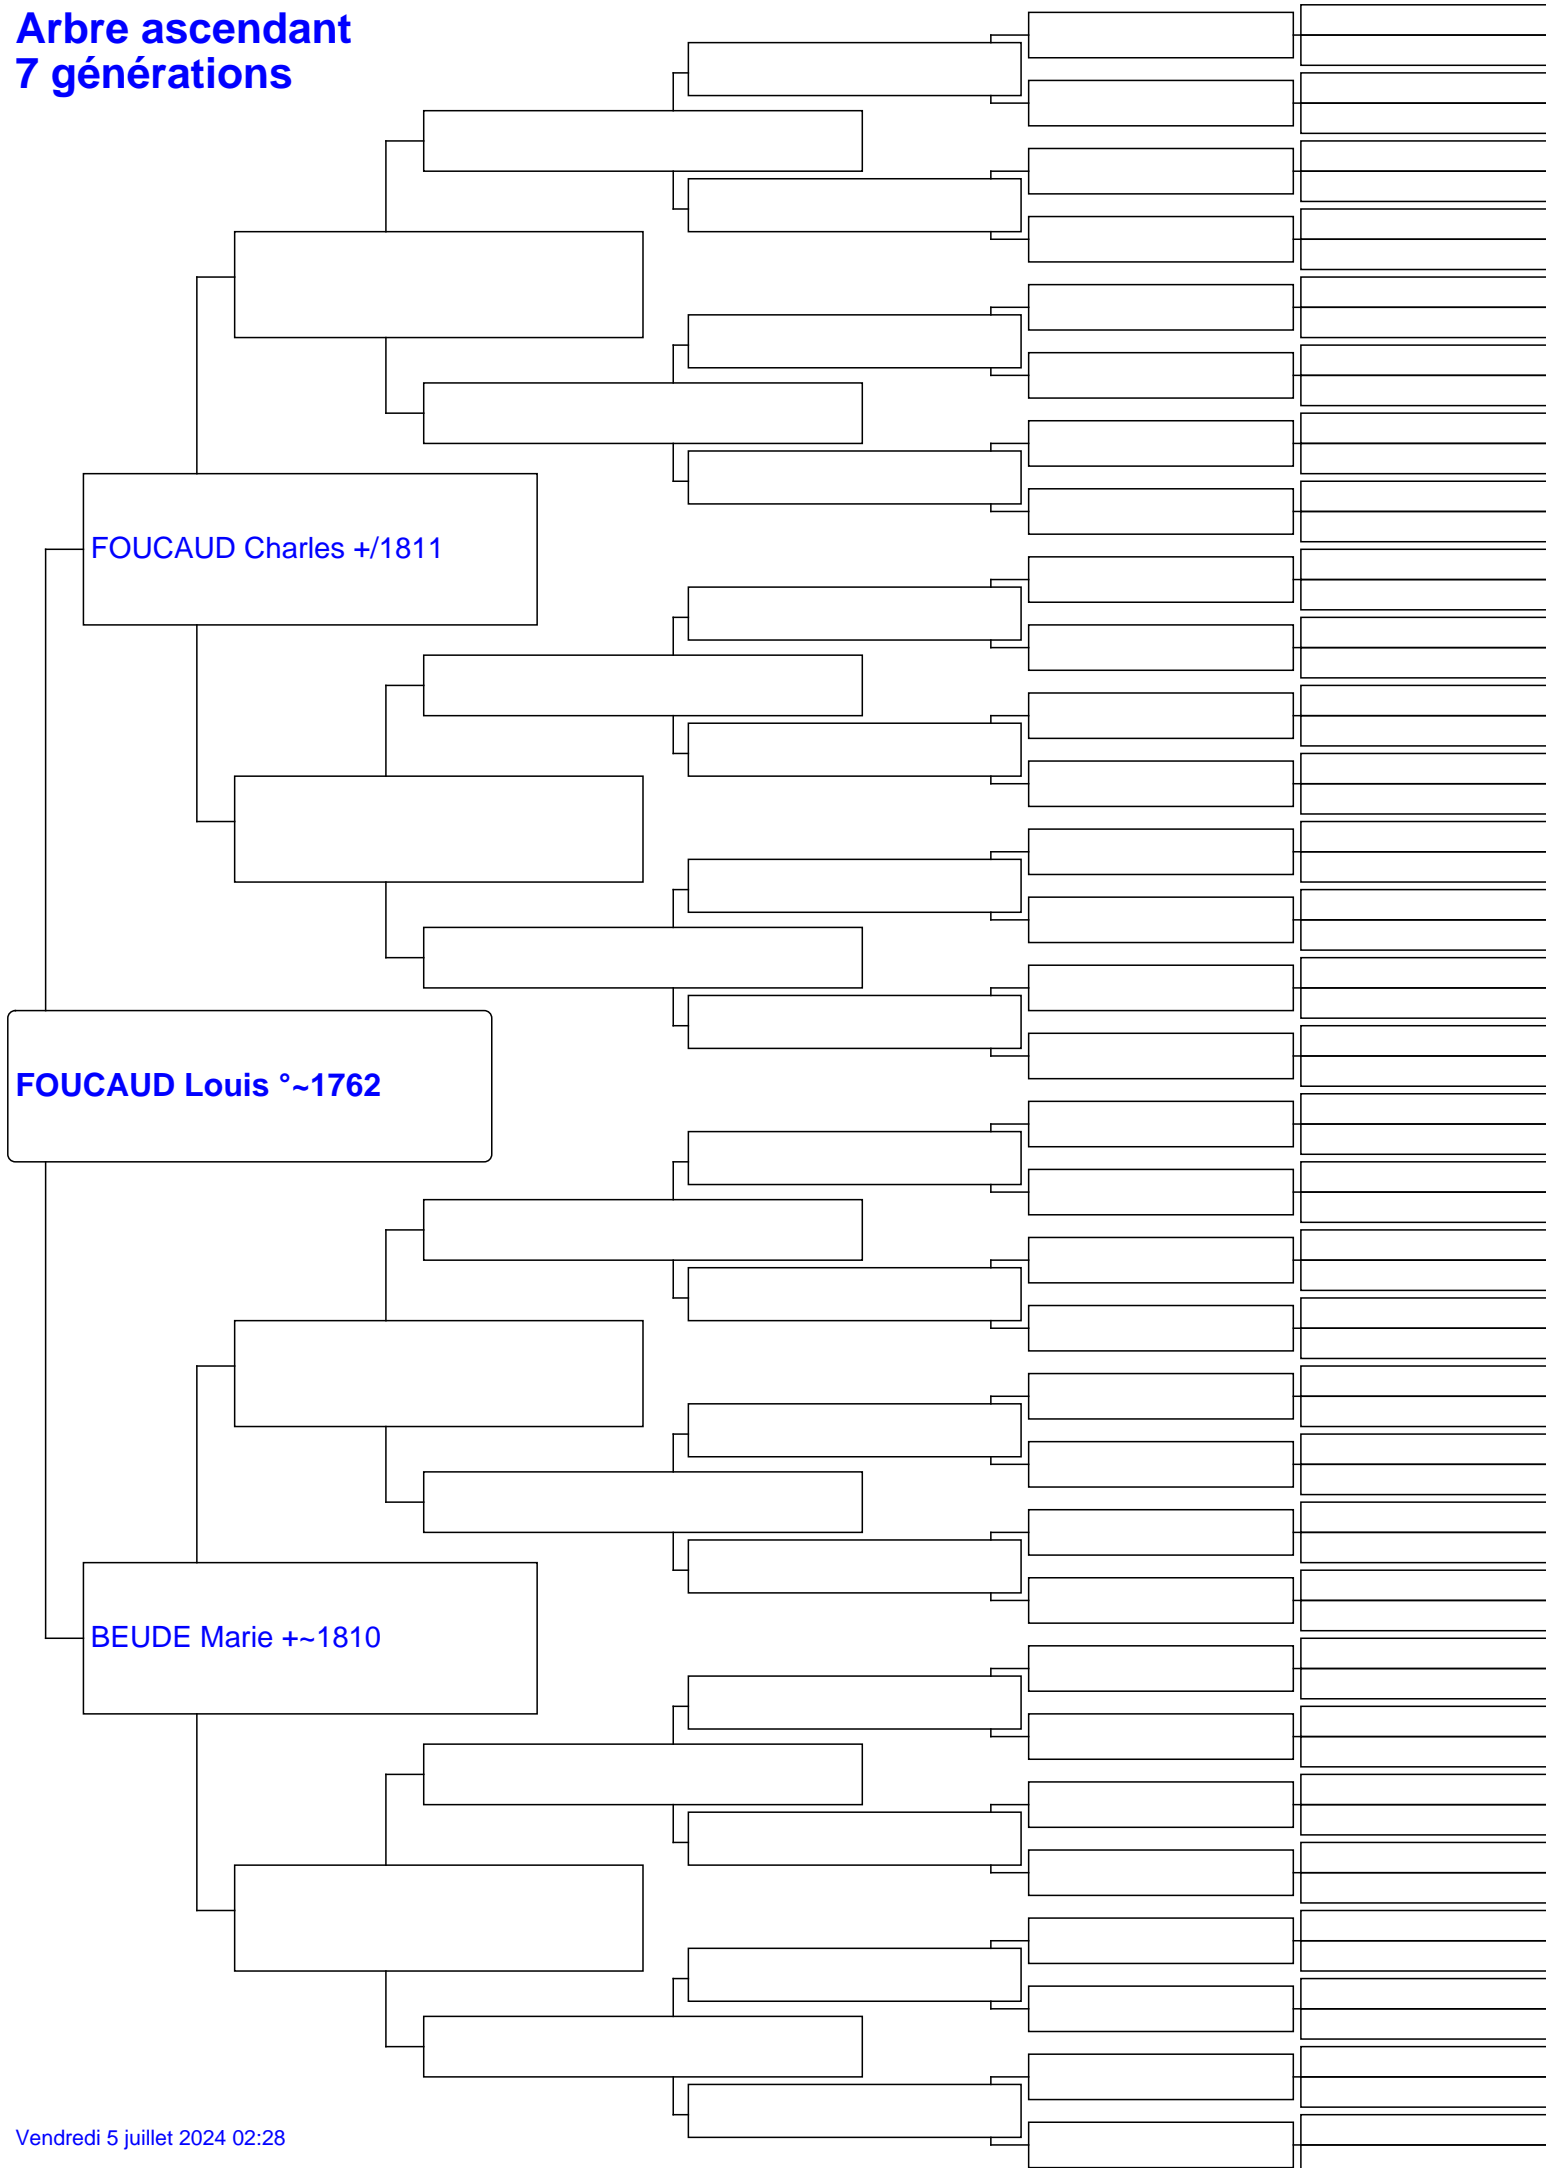 Arbre ascendant
7 générations
FOUCAUD Charles +/1811
FOUCAUD Louis °~1762
BEUDE Marie +~1810
Vendredi 5 juillet 2024 02:28